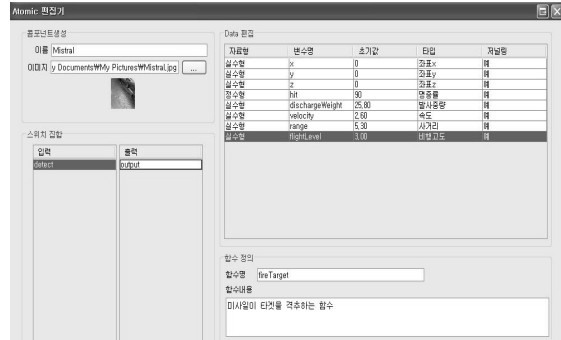 Atomic 편집기
콤포넌트생성
이름 Mistral
이미지 y Documents₩My Pictures₩Mistral.jpg ...
스위치 집합
입력 출력
detect output
Data 편집
자료형 변수명 초기값 타입 저널링
실수형 x 0 좌표x 예
실수형 y 0 좌표y 예
실수형 z 0 좌표z 예
정수형 hit 90 명중률 예
실수형 dischargeWeight 25,80 발사중량 예
실수형 velocity 2,60 속도 예
실수형 range 5,30 사거리 예
실수형 flightLevel 3,00 비행고도 예
함수 정의
함수명 fireTarget
함수내용
미사일이 타겟을 격추하는 함수